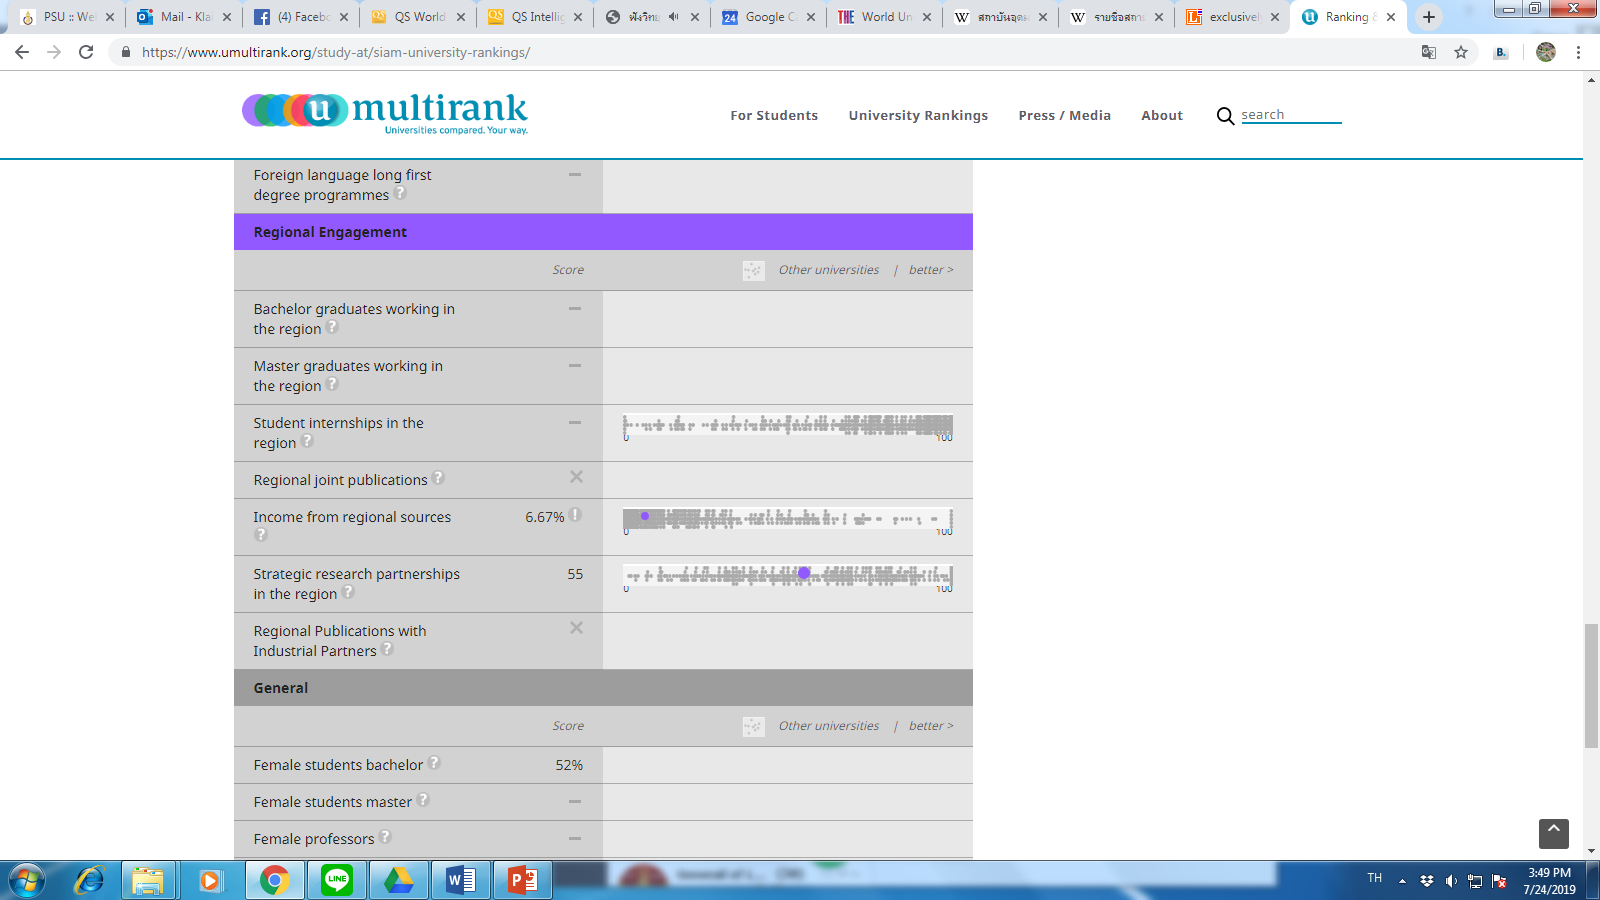 PSU :: We
Mail - Kla
(4) Faceb
QS World
QS Intellig
ฟังวิทยุ
Google C
THE World Un
W สถาบันอุดม
W รายชื่อสถาบ
exclusivel
Ranking &
https://www.umultirank.org/study-at/siam-university-rankings/
B.
u multirank
Universities compared. Your way.
For Students
University Rankings
Press / Media
About
search
Foreign language long first
degree programmes ?
Regional Engagement
Score
Other universities | better >
Bachelor graduates working in
the region ?
Master graduates working in
the region ?
Student internships in the
region ?
0 100
Regional joint publications ?
Income from regional sources 6.67% !
?
0 100
Strategic research partnerships 55
in the region ?
0 100
Regional Publications with
Industrial Partners ?
General
Score
Other universities | better >
Female students bachelor ? 52%
Female students master ?
Female professors ?
LINE
TH
3:49 PM
7/24/2019